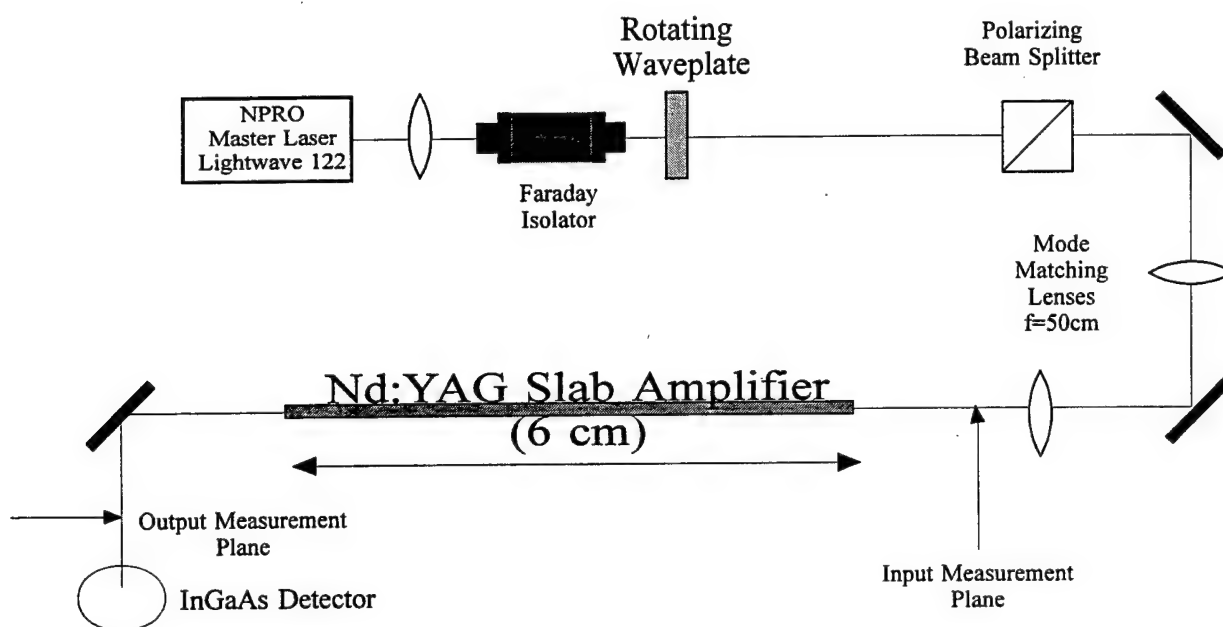 NPRO
Master Laser
Lightwave 122
Faraday
Isolator
Rotating
Waveplate
Polarizing
Beam Splitter
Mode
Matching
Lenses
f=50cm
Nd:YAG Slab Amplifier
(6 cm)
Output Measurement
Plane
InGaAs Detector
Input Measurement
Plane